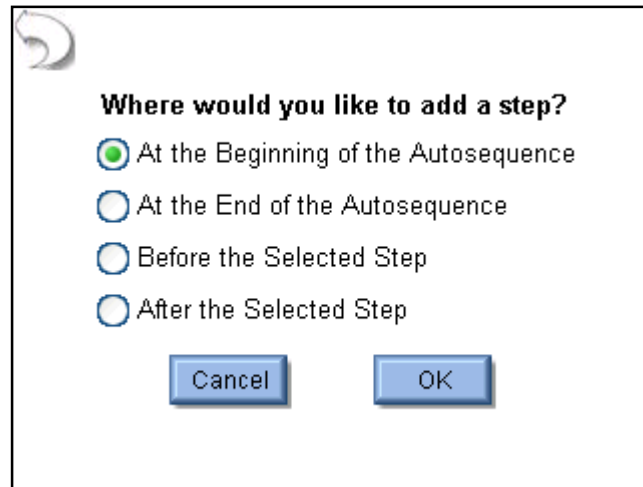 Where would you like to add a step?
At the Beginning of the Autosequence
At the End of the Autosequence
Before the Selected Step
After the Selected Step
Cancel OK